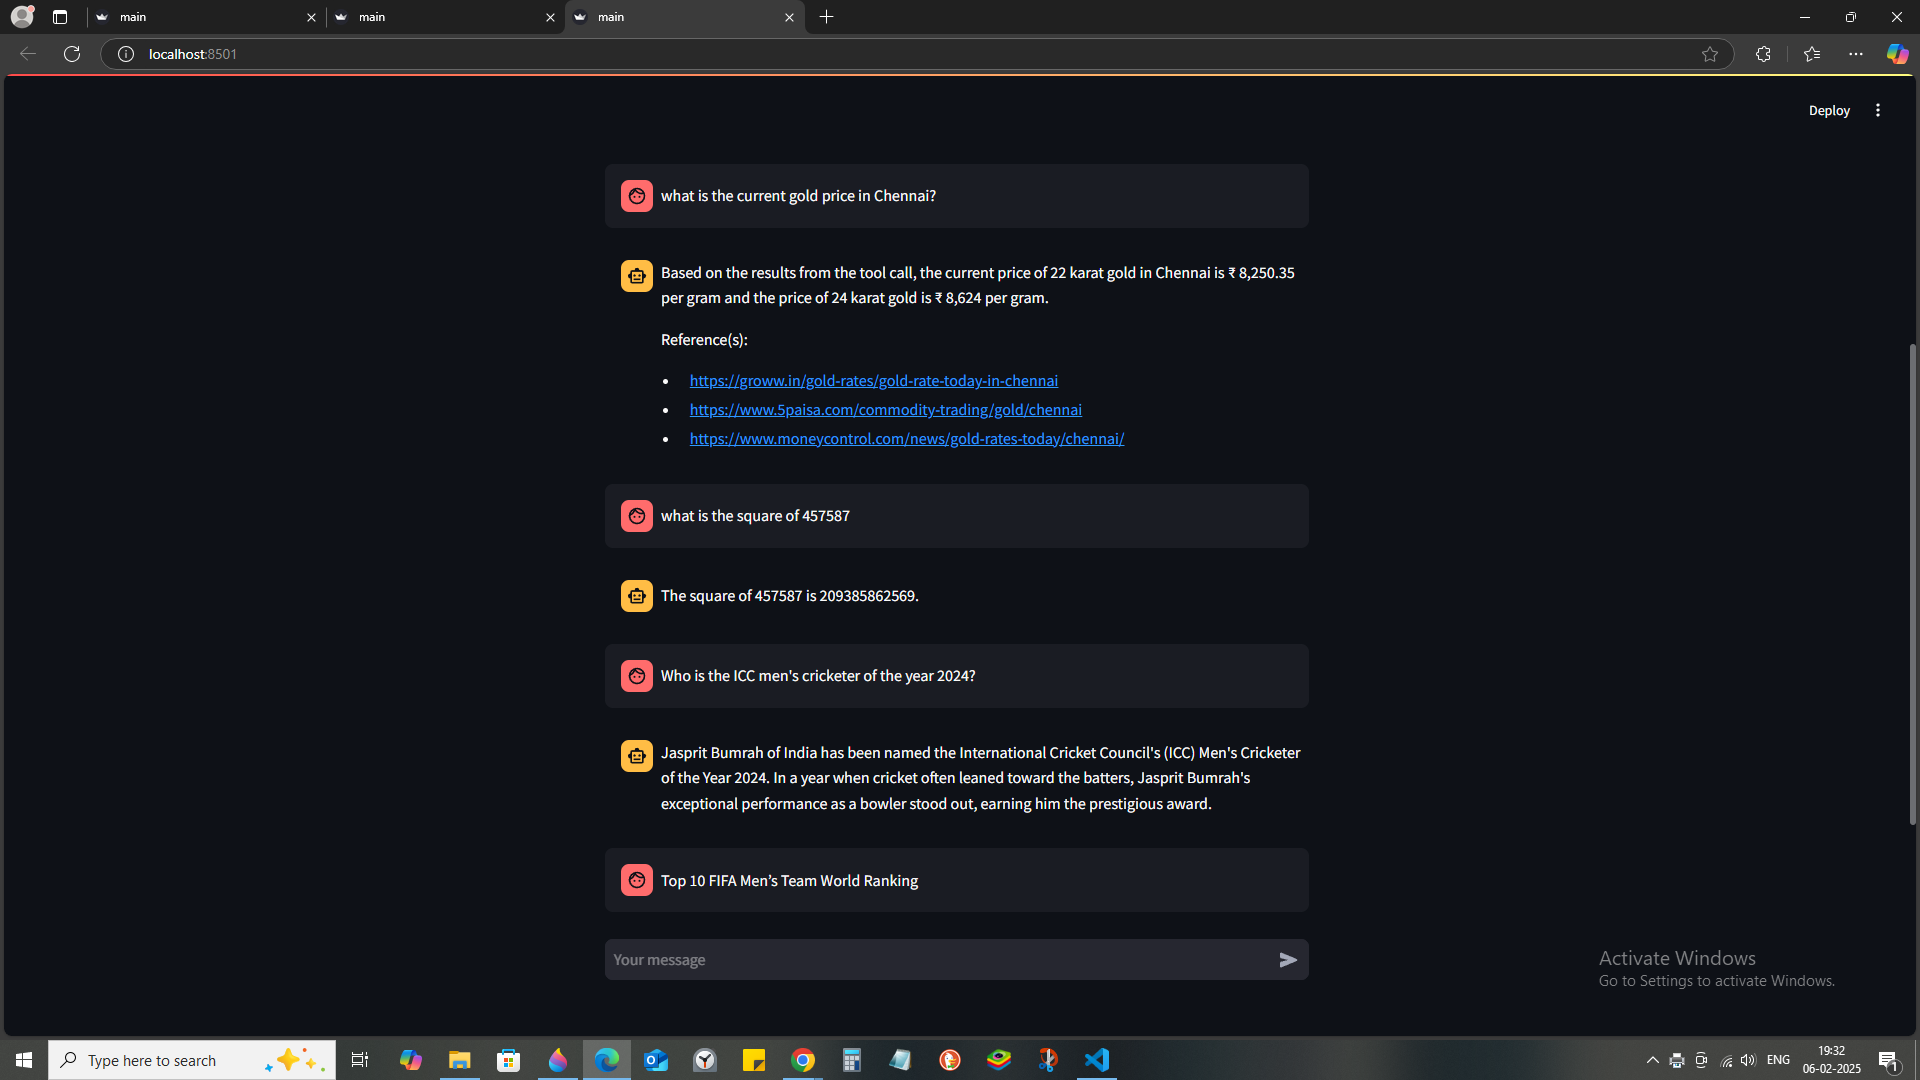 main
main
main
localhost:8501
Deploy
what is the current gold price in Chennai?
Based on the results from the tool call, the current price of 22 karat gold in Chennai is ₹ 8,250.35
per gram and the price of 24 karat gold is ₹ 8,624 per gram.
Reference(s):
https://groww.in/gold-rates/gold-rate-today-in-chennai
https://www.5paisa.com/commodity-trading/gold/chennai
https://www.moneycontrol.com/news/gold-rates-today/chennai/
what is the square of 457587
The square of 457587 is 209385862569.
Who is the ICC men's cricketer of the year 2024?
Jasprit Bumrah of India has been named the International Cricket Council's (ICC) Men's Cricketer
of the Year 2024. In a year when cricket often leaned toward the batters, Jasprit Bumrah's
exceptional performance as a bowler stood out, earning him the prestigious award.
Top 10 FIFA Men’s Team World Ranking
Your message
Activate Windows
Go to Settings to activate Windows.
Type here to search
ENG
19:32
06-02-2025
1